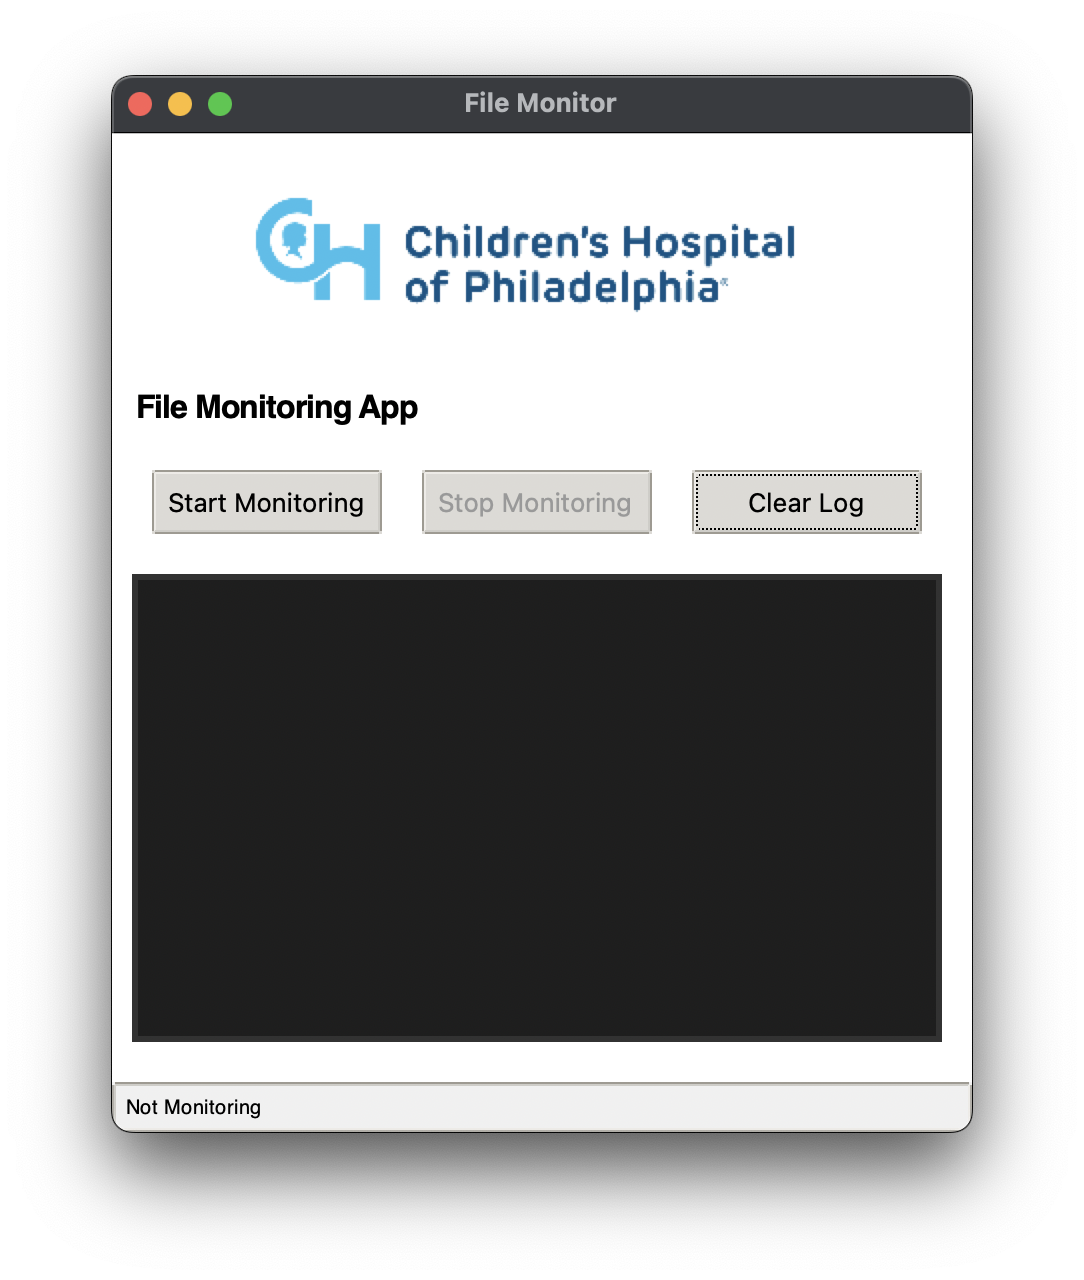 File Monitor
Children's Hospital
of Philadelphia
File Monitoring App
Start Monitoring
Stop Monitoring
Clear Log
Not Monitoring